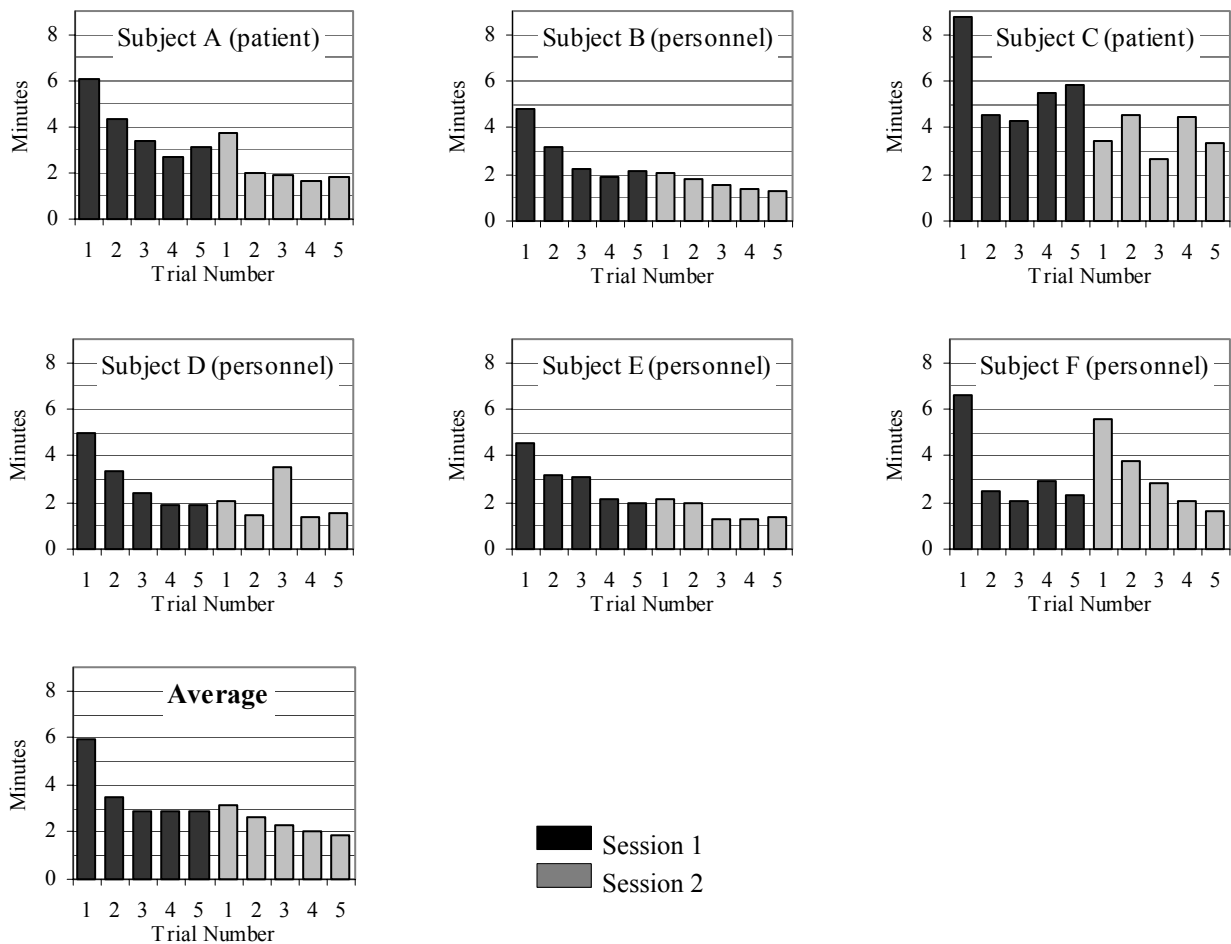 Subject A (patient)
Minutes
8
6
4
2
0
1 2 3 4 5 1 2 3 4 5
Trial Number
Subject B (personnel)
Minutes
8
6
4
2
0
1 2 3 4 5 1 2 3 4 5
Trial Number
Subject C (patient)
Minutes
8
6
4
2
0
1 2 3 4 5 1 2 3 4 5
Trial Number
Subject D (personnel)
Minutes
8
6
4
2
0
1 2 3 4 5 1 2 3 4 5
Trial Number
Subject E (personnel)
Minutes
8
6
4
2
0
1 2 3 4 5 1 2 3 4 5
Trial Number
Subject F (personnel)
Minutes
8
6
4
2
0
1 2 3 4 5 1 2 3 4 5
Trial Number
Average
Minutes
8
6
4
2
0
1 2 3 4 5 1 2 3 4 5
Trial Number
Session 1
Session 2